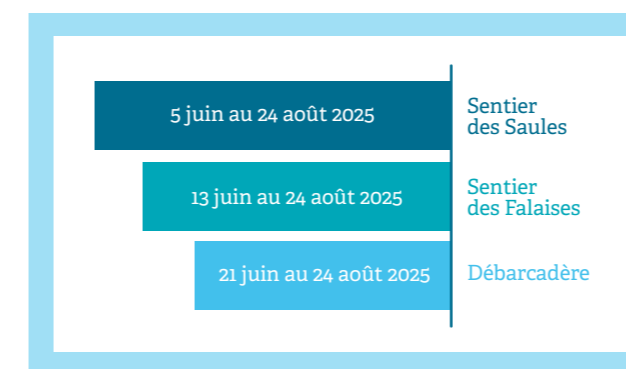 5 juin au 24 août 2025
Sentier
des Saules
13 juin au 24 août 2025
Sentier
des Falaises
21 juin au 24 août 2025
Débarcadère